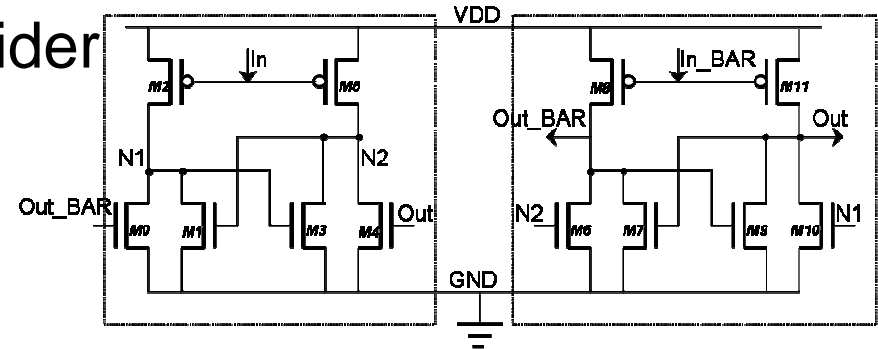 ider
VDD
In
In_BAR
M2
M5
M8
M11
Out_BAR
Out
N1
N2
Out_BAR
M0
M1
M3
M4
Out
N2
M6
M7
M9
M10
N1
GND